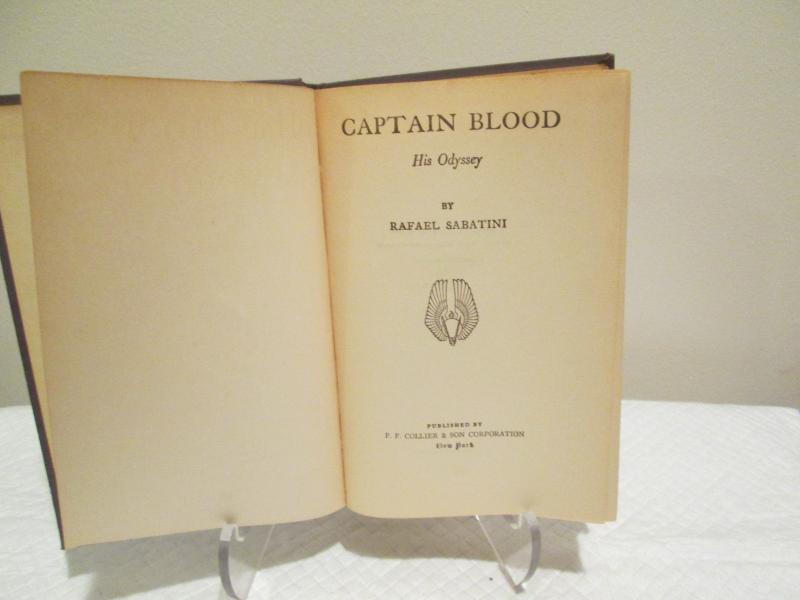 CAPTAIN BLOOD
His Odyssey
BY
RAFAEL SABATINI
PUBLISHED BY
P. F. COLLIER & SON CORPORATION
New York